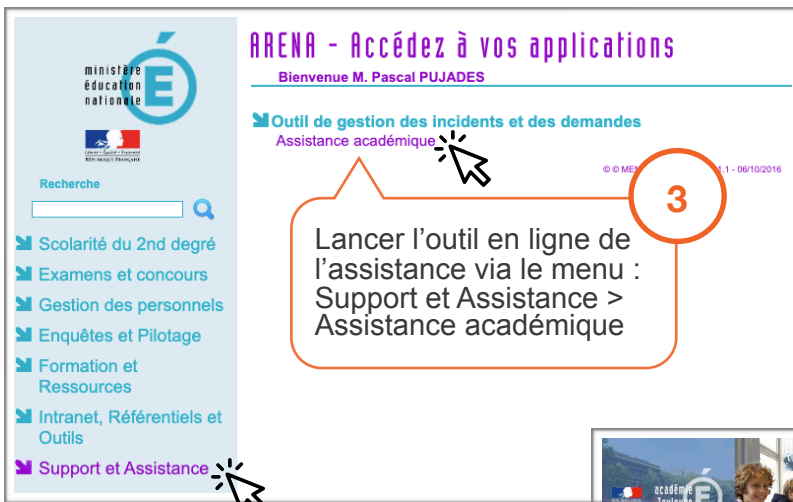 ministère
éducation
nationale
Liberté • Égalité • Fraternité
RÉPUBLIQUE FRANÇAISE
ARENA - Accédez à vos applications
Bienvenue M. Pascal PUJADES
Outil de gestion des incidents et des demandes
Assistance académique
© © MEN
1.1 - 06/10/2016
Recherche
Scolarité du 2nd degré
Examens et concours
Gestion des personnels
Enquêtes et Pilotage
Formation et
Ressources
Intranet, Référentiels et
Outils
Support et Assistance
3
Lancer l’outil en ligne de
l’assistance via le menu :
Support et Assistance >
Assistance académique
académie
Toulouse